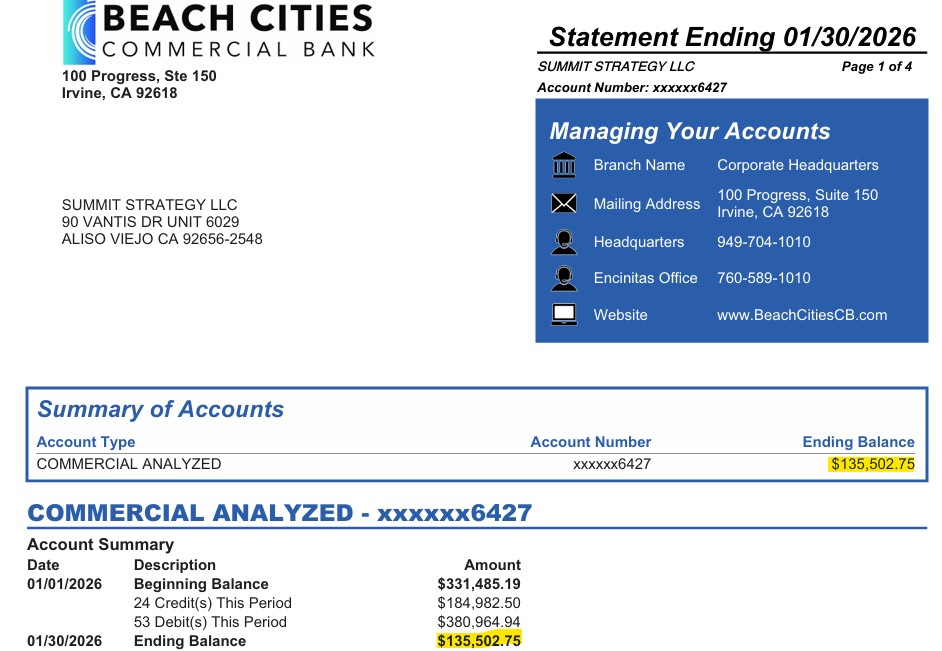 BEACH CITIES
COMMERCIAL BANK
100 Progress, Ste 150
Irvine, CA 92618
Statement Ending 01/30/2026
SUMMIT STRATEGY LLC Page 1 of 4
Account Number: xxxxxx6427
Managing Your Accounts
Branch Name Corporate Headquarters
Mailing Address 100 Progress, Suite 150
Irvine, CA 92618
Headquarters 949-704-1010
Encinitas Office 760-589-1010
Website www.BeachCitiesCB.com
SUMMIT STRATEGY LLC
90 VANTIS DR UNIT 6029
ALISO VIEJO CA 92656-2548
Summary of Accounts
Account Type Account Number Ending Balance
COMMERCIAL ANALYZED xxxxxx6427 $135,502.75
COMMERCIAL ANALYZED - xxxxxx6427
Account Summary
Date Description Amount
01/01/2026 Beginning Balance $331,485.19
24 Credit(s) This Period $184,982.50
53 Debit(s) This Period $380,964.94
01/30/2026 Ending Balance $135,502.75